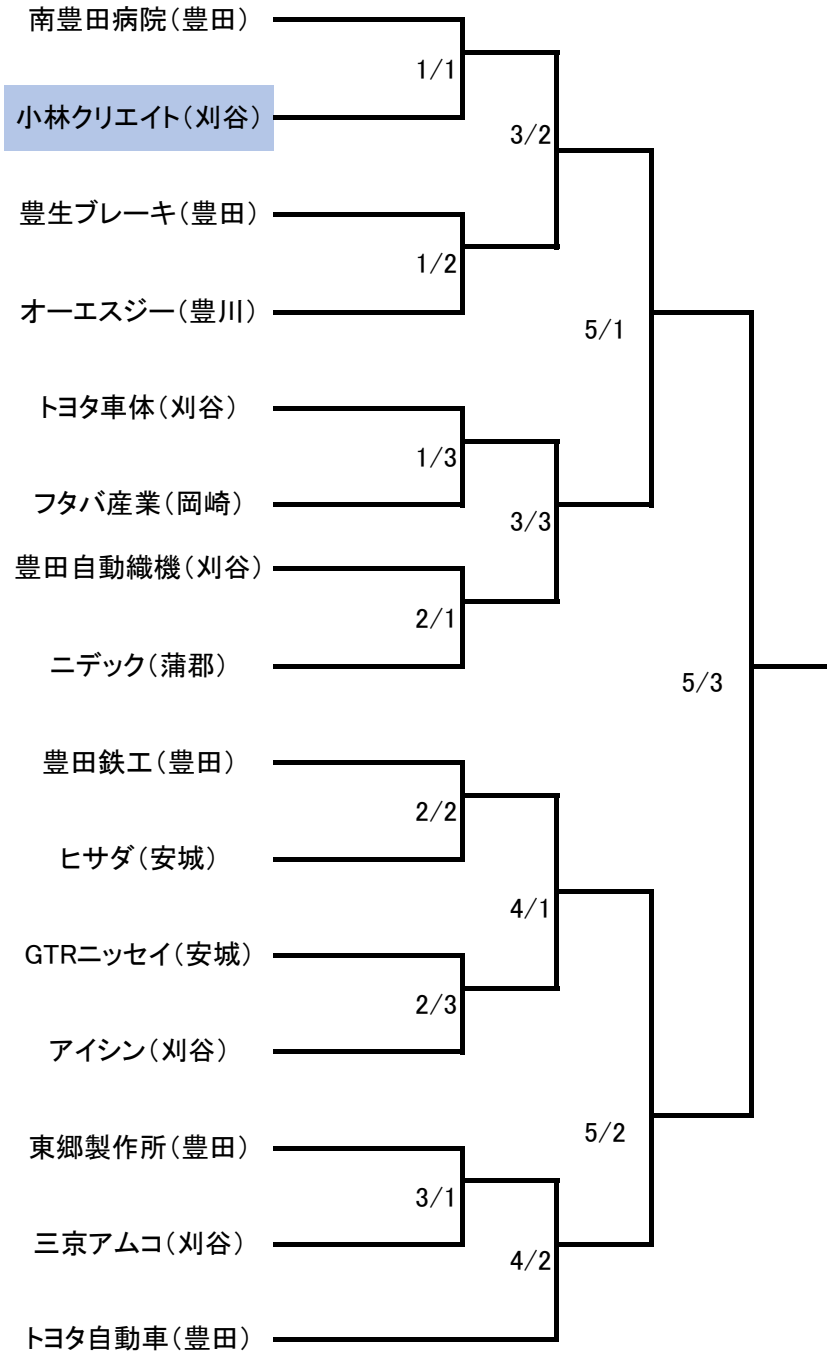 南豊田病院(豊田)
1/1
小林クリエイト(刈谷)
3/2
豊生ブレーキ(豊田)
1/2
オーエスジー(豊川)
5/1
トヨタ車体(刈谷)
1/3
フタバ産業(岡崎)
3/3
豊田自動織機(刈谷)
2/1
ニデック(蒲郡)
5/3
豊田鉄工(豊田)
2/2
ヒサダ(安城)
4/1
GTRニッセイ(安城)
2/3
アイシン(刈谷)
5/2
東郷製作所(豊田)
3/1
三京アムコ(刈谷)
4/2
トヨタ自動車(豊田)